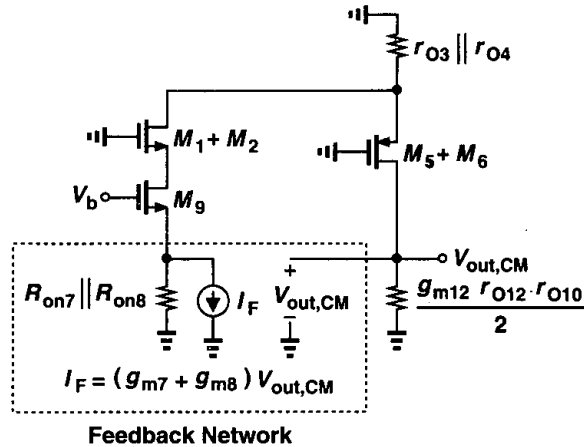 r_O3 || r_O4
M_1 + M_2
M_5 + M_6
V_b
M_9
V_out,CM
R_on7 || R_on8
I_F
+
V_out,CM
−
g_m12 r_O12 · r_O10
2
I_F = (g_m7 + g_m8) V_out,CM
Feedback Network